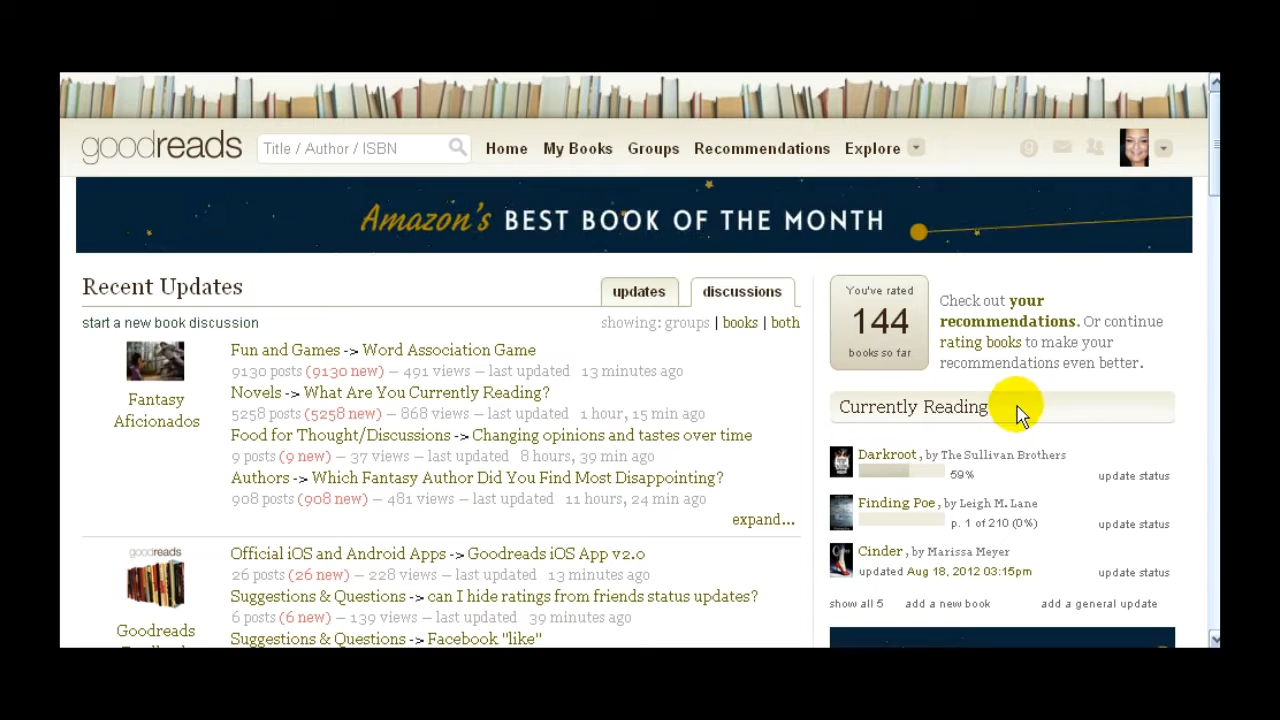 goodreads
Title / Author / ISBN
Home My Books Groups Recommendations Explore
Amazon's BEST BOOK OF THE MONTH
Recent Updates
updates
discussions
start a new book discussion
showing: groups | books | both
Fantasy
Aficionados
Fun and Games -> Word Association Game
9130 posts (9130 new) — 491 views — last updated 13 minutes ago
Novels -> What Are You Currently Reading?
5258 posts (5258 new) — 868 views — last updated 1 hour, 15 min ago
Food for Thought/Discussions -> Changing opinions and tastes over time
9 posts (9 new) — 37 views — last updated 8 hours, 39 min ago
Authors -> Which Fantasy Author Did You Find Most Disappointing?
908 posts (908 new) — 481 views — last updated 11 hours, 24 min ago
expand...
goodreads
Goodreads
Official iOS and Android Apps -> Goodreads iOS App v2.0
26 posts (26 new) — 228 views — last updated 13 minutes ago
Suggestions & Questions -> can I hide ratings from friends status updates?
6 posts (6 new) — 139 views — last updated 39 minutes ago
Suggestions & Questions -> Facebook "like"
You've rated
144
books so far
Check out your
recommendations. Or continue
rating books to make your
recommendations even better.
Currently Reading
Darkroot , by The Sullivan Brothers
59%
update status
Finding Poe , by Leigh M. Lane
p. 1 of 210 (0%)
update status
Cinder , by Marissa Meyer
updated Aug 18, 2012 03:15pm
update status
show all 5 add a new book add a general update